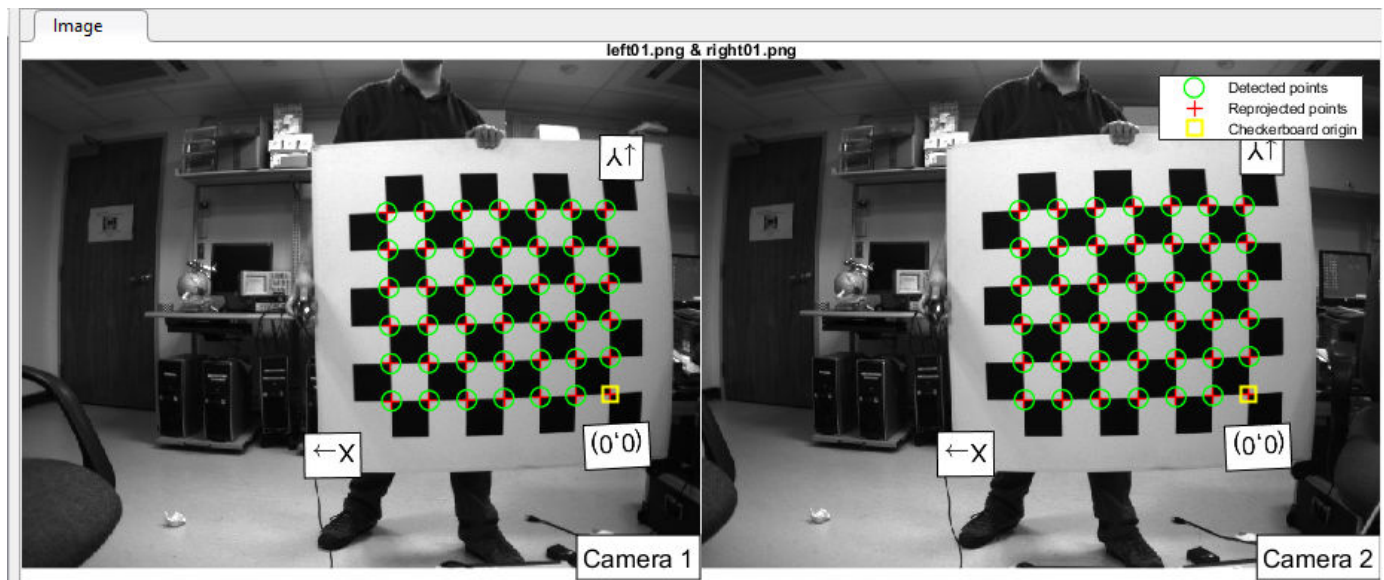 Image
left01.png & right01.png
Detected points
Reprojected points
Checkerboard origin
Y→
Y→
←X
(0,0)
←X
(0,0)
Camera 1
Camera 2